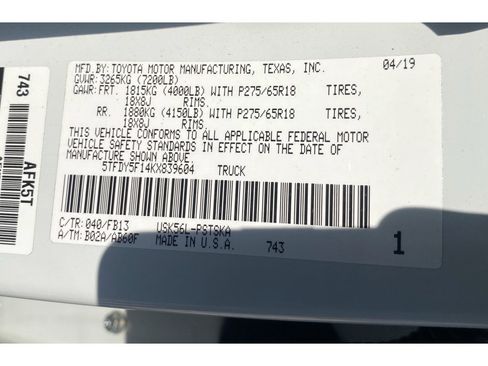 MFD.BY: TOYOTA MOTOR MANUFACTURING, TEXAS, INC. 04/19
GVWR: 3265KG (7200LB)
GAWR: FRT. 1815KG (4000LB) WITH P275/65R18 TIRES,
18X8J RIMS.
RR. 1880KG (4150LB) WITH P275/65R18 TIRES,
18X8J RIMS.
THIS VEHICLE CONFORMS TO ALL APPLICABLE FEDERAL MOTOR
VEHICLE SAFETY STANDARDS IN EFFECT ON THE DATE OF
MANUFACTURE SHOWN ABOVE.
5TFDY5F14KX839604 TRUCK
C/TR: 040/FB13 USK56L-PSTSKA
A/TM: B02A/AB60F MADE IN U.S.A. 743 1
743
AFK5T